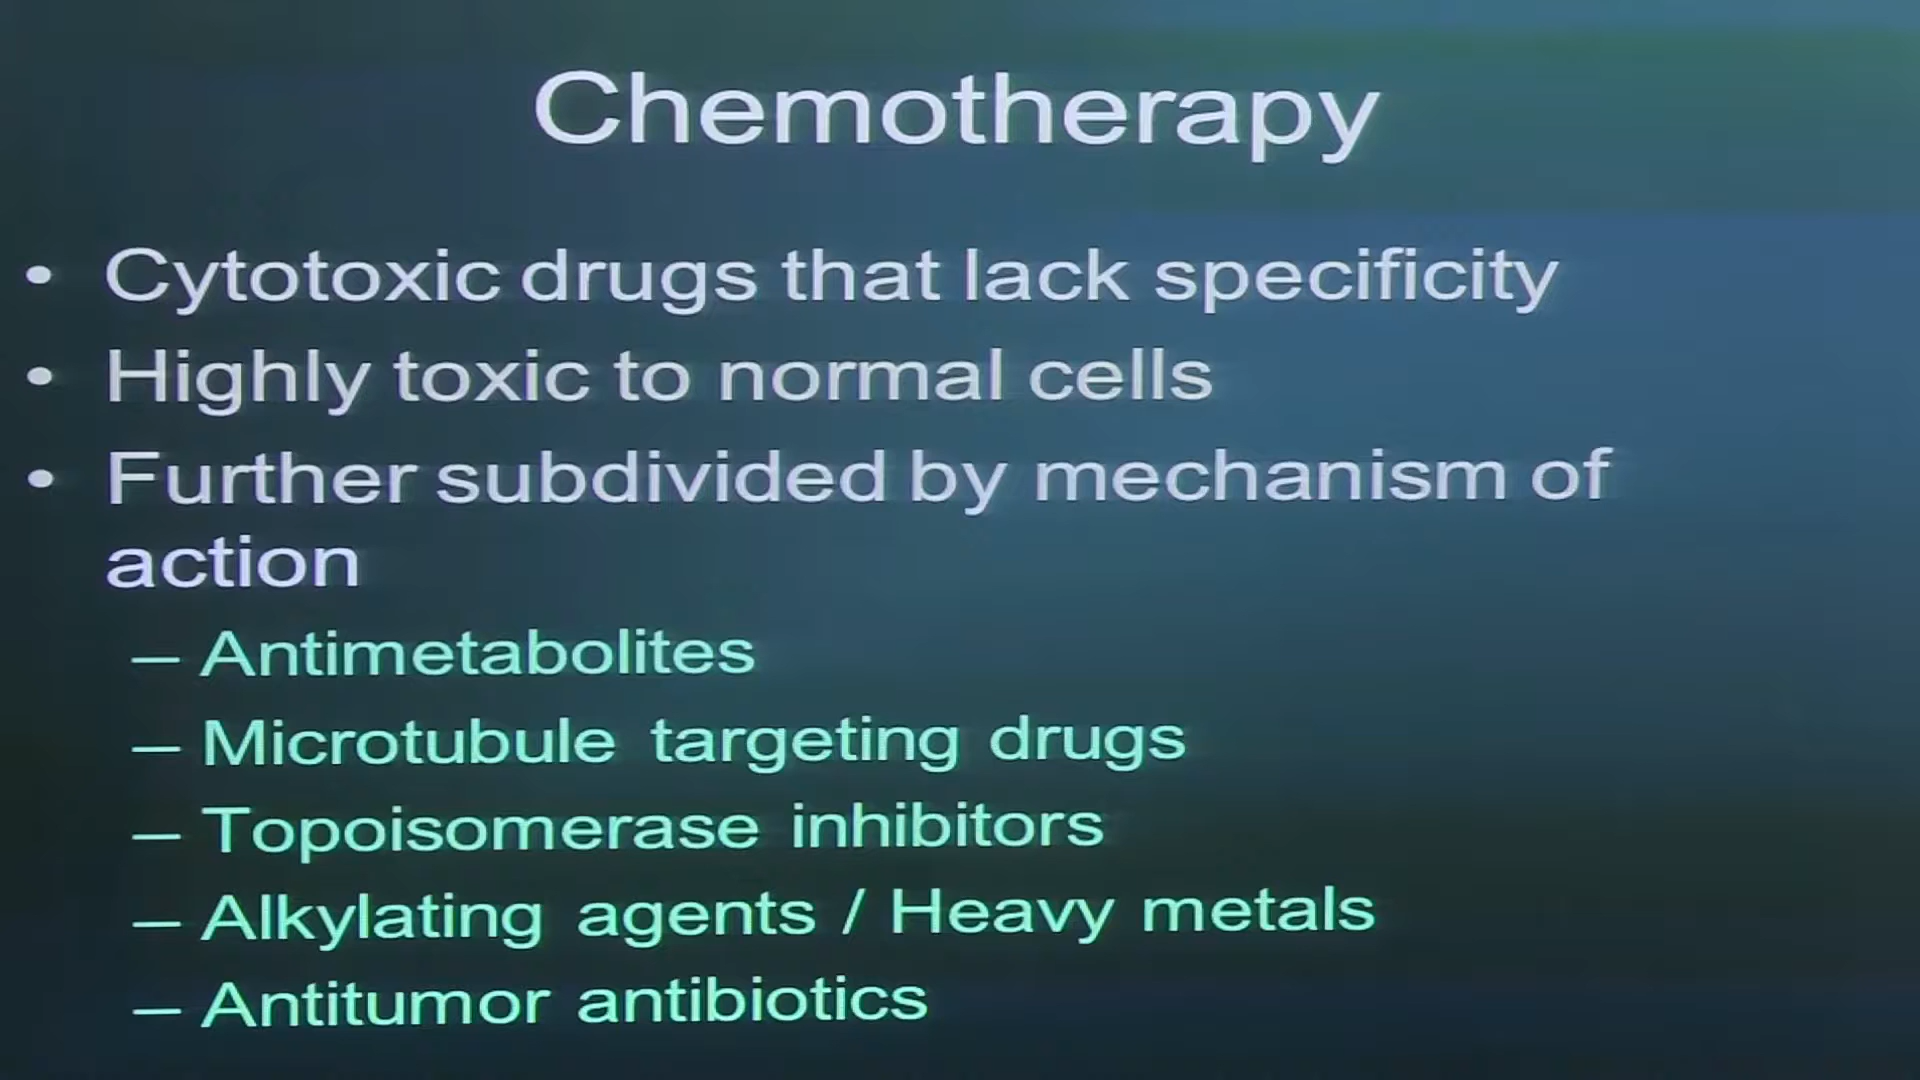 Chemotherapy
• Cytotoxic drugs that lack specificity
• Highly toxic to normal cells
• Further subdivided by mechanism of
action
– Antimetabolites
– Microtubule targeting drugs
– Topoisomerase inhibitors
– Alkylating agents / Heavy metals
– Antitumor antibiotics